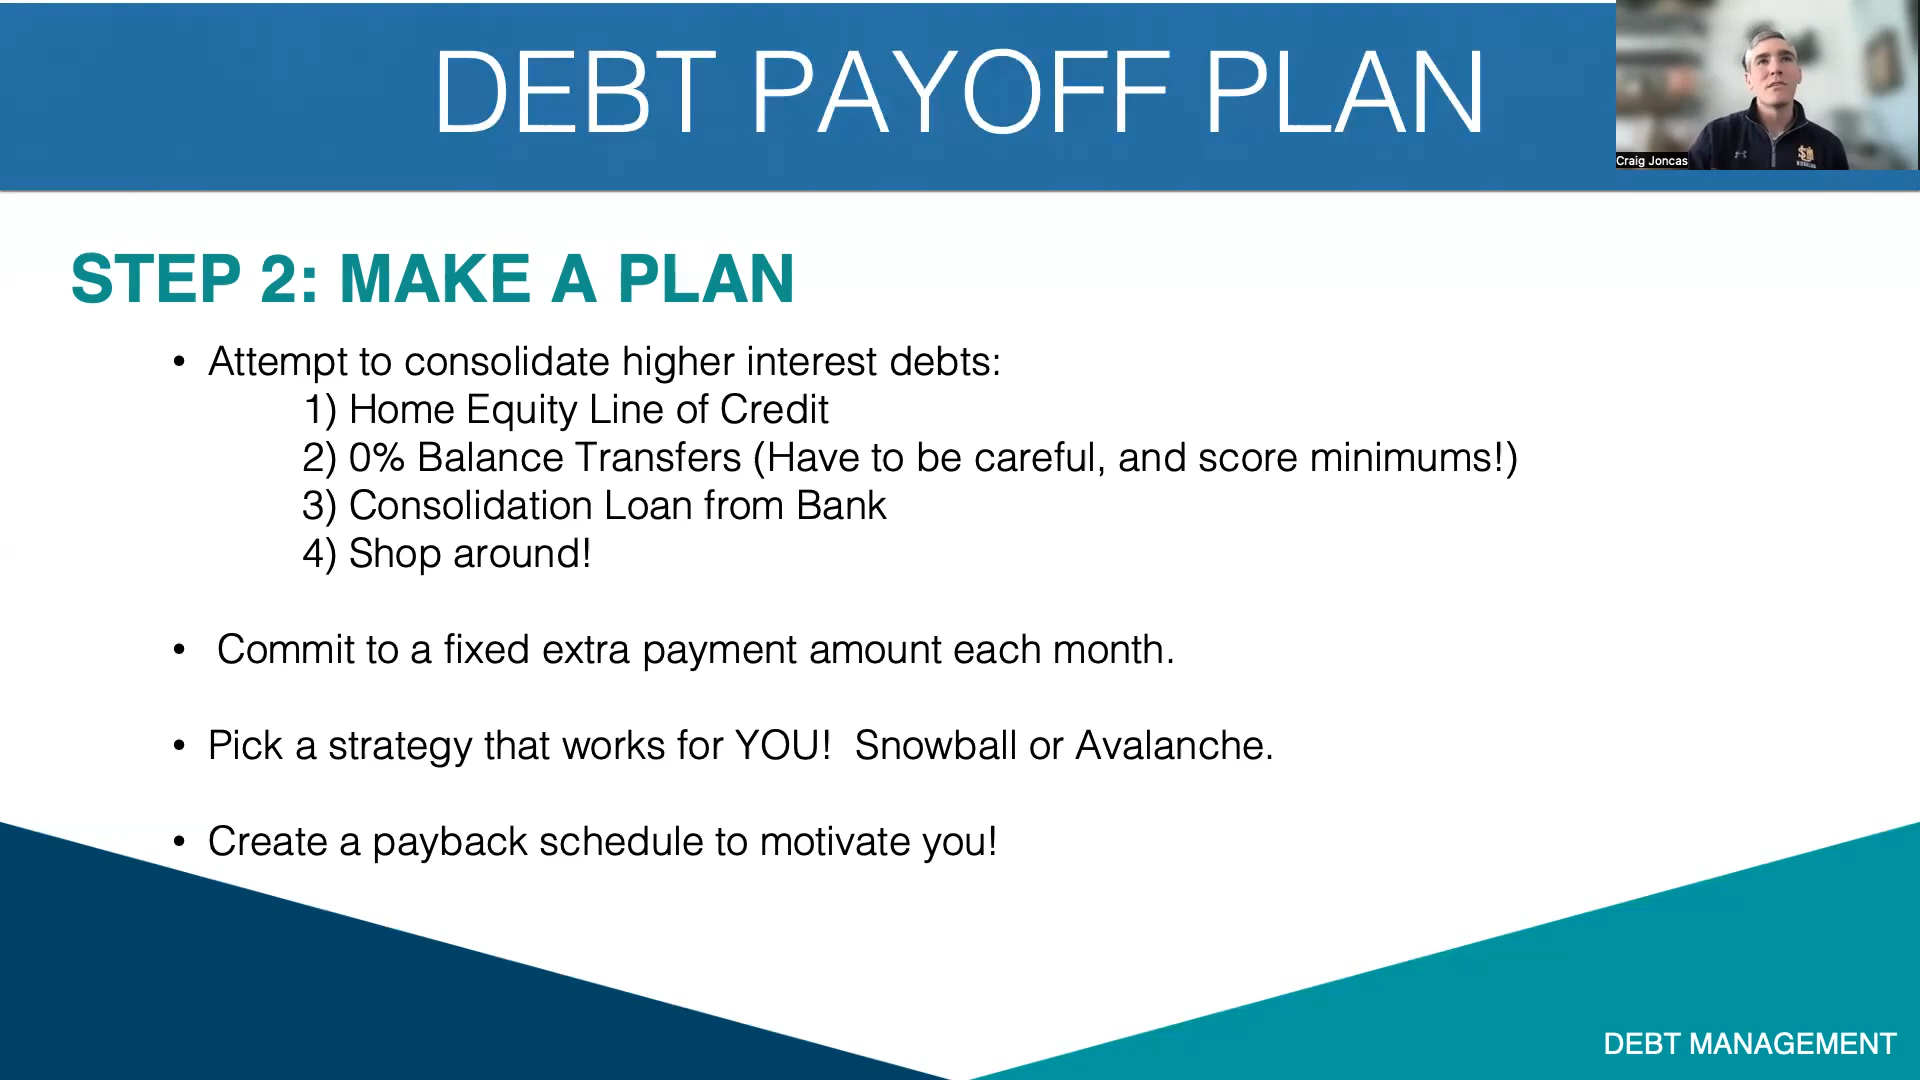 DEBT PAYOFF PLAN
Craig Joncas
STEP 2: MAKE A PLAN
• Attempt to consolidate higher interest debts:
1) Home Equity Line of Credit
2) 0% Balance Transfers (Have to be careful, and score minimums!)
3) Consolidation Loan from Bank
4) Shop around!
• Commit to a fixed extra payment amount each month.
• Pick a strategy that works for YOU!  Snowball or Avalanche.
• Create a payback schedule to motivate you!
DEBT MANAGEMENT